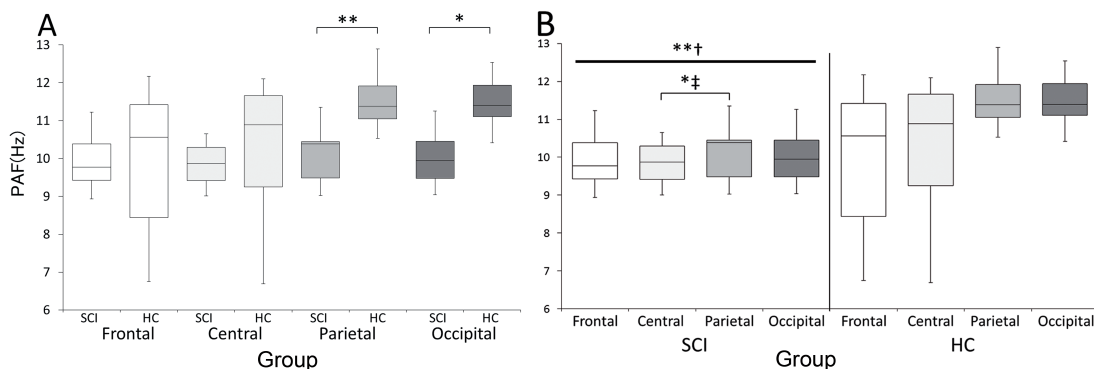 A
** *
PAF(Hz)
13
12
11
10
9
8
7
6
SCI HC SCI HC SCI HC SCI HC
Frontal Central Parietal Occipital
Group
B
**†
*‡
13
12
11
10
9
8
7
6
Frontal Central Parietal Occipital Frontal Central Parietal Occipital
SCI HC
Group